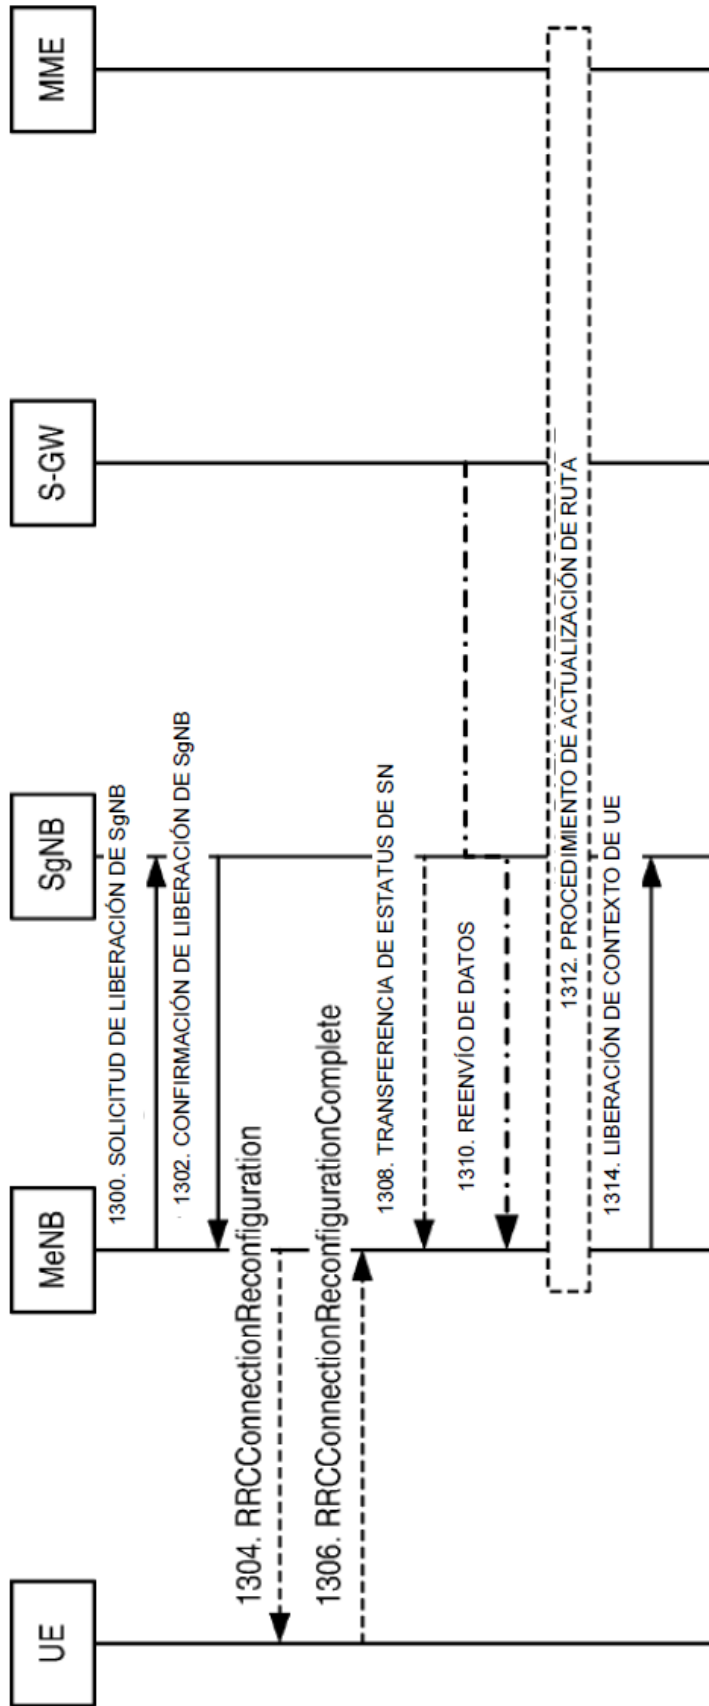 UE
MeNB
SgNB
S-GW
MME
1300. SOLICITUD DE LIBERACIÓN DE SgNB
1302. CONFIRMACIÓN DE LIBERACIÓN DE SgNB
1304. RRCConnectionReconfiguration
1306. RRCConnectionReconfigurationComplete
1308. TRANSFERENCIA DE ESTATUS DE SN
1310. REENVÍO DE DATOS
1312. PROCEDIMIENTO DE ACTUALIZACIÓN DE RUTA
1314. LIBERACIÓN DE CONTEXTO DE UE